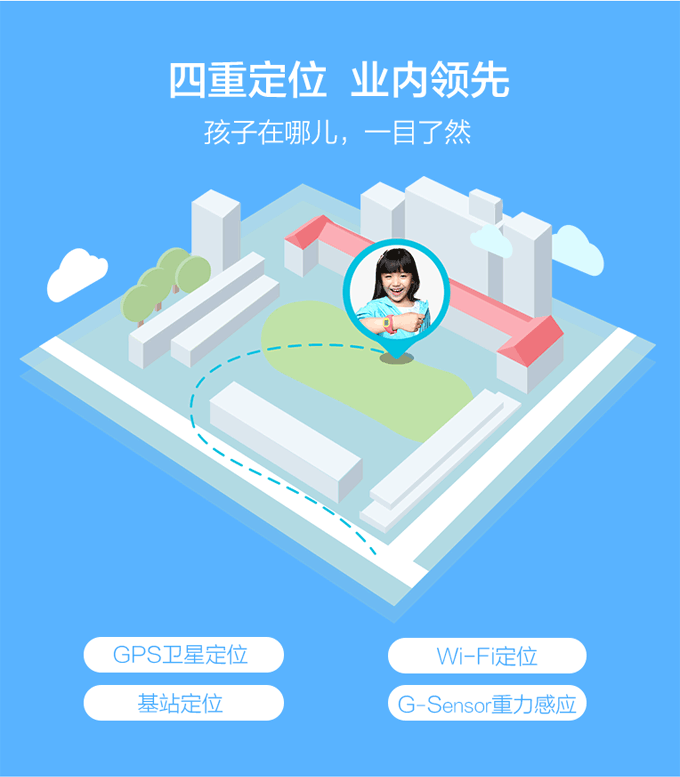 四重定位 业内领先
孩子在哪儿，一目了然
GPS卫星定位
Wi-Fi定位
基站定位
G-Sensor重力感应